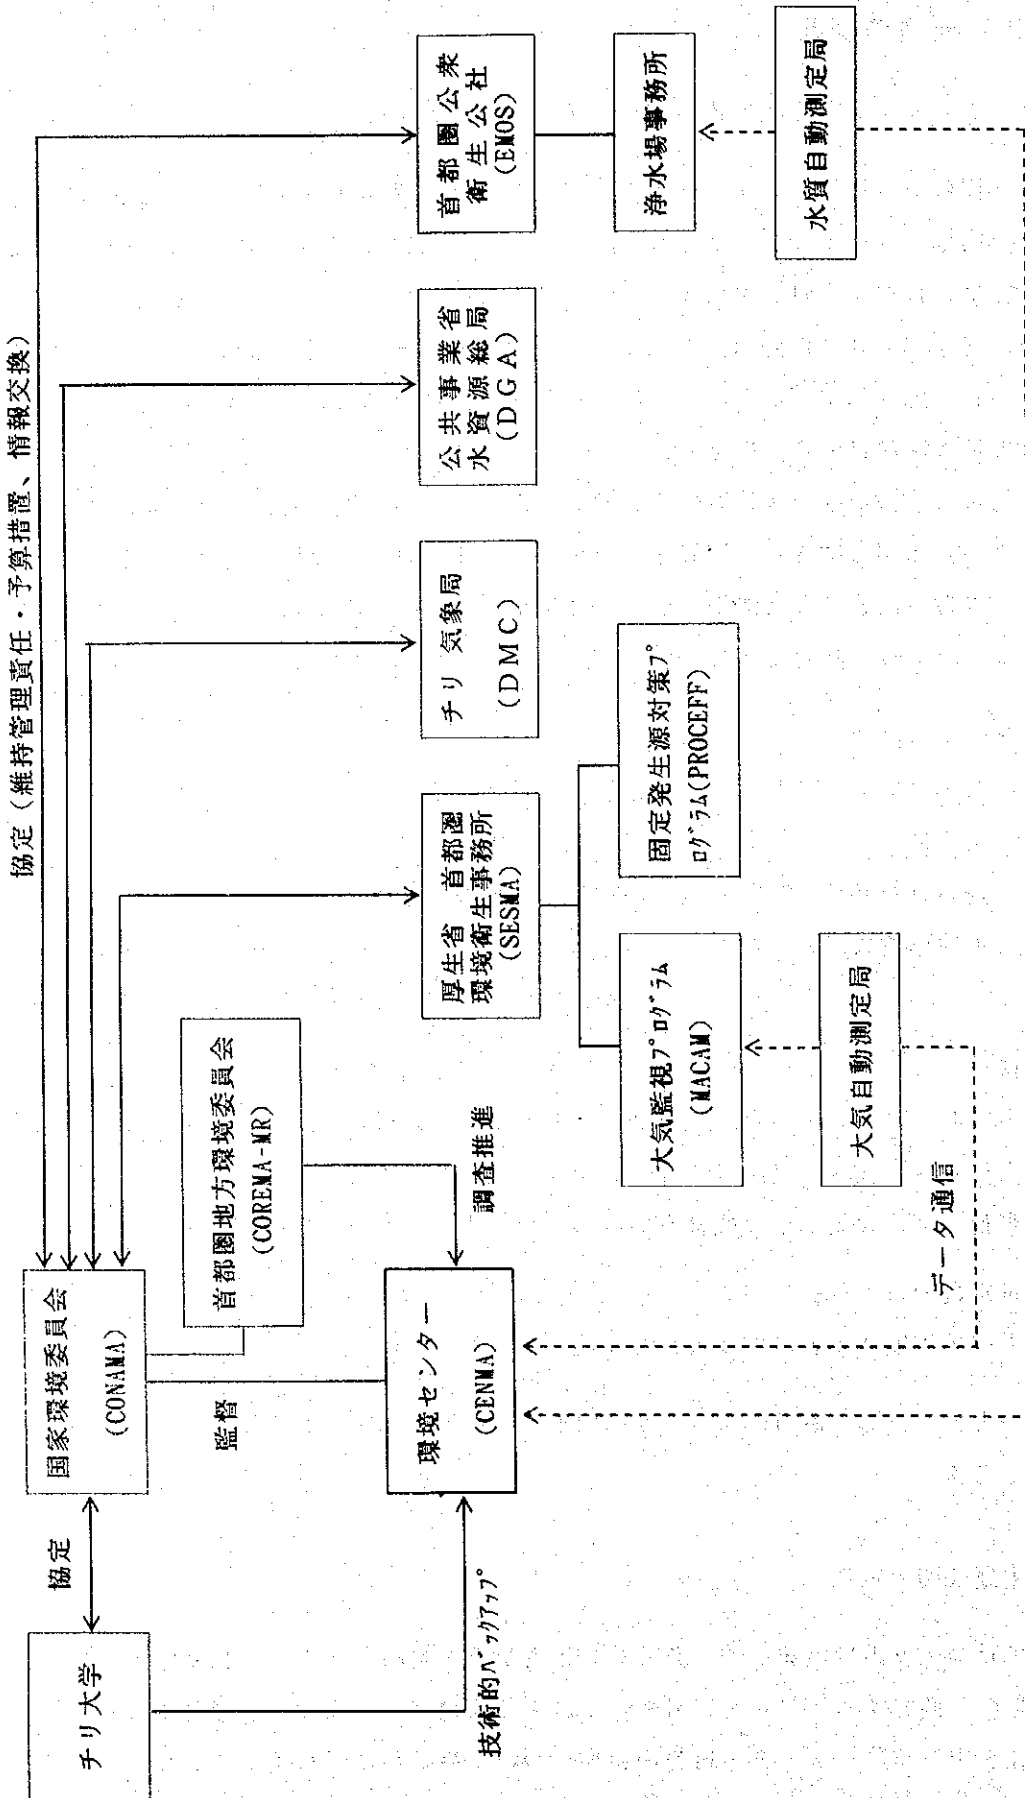 協定（維持管理責任・予算措置、情報交換）
チリ大学
協定
国家環境委員会
(CONAMA)
監督
首都圏地方環境委員会
(COREMA-MR)
技術的バックアップ
環境センター
(CENMA)
調査推進
厚生省　首都圏
環境衛生事務所
(SESMA)
チリ 気象局
(DMC)
公共事業省
水資源総局
(DGA)
首都圏公衆
衛生公社
(EMOS)
大気監視プログラム
(MACAM)
固定発生源対策プ
ログラム(PROCEFF)
浄水場事務所
大気自動測定局
水質自動測定局
データ通信